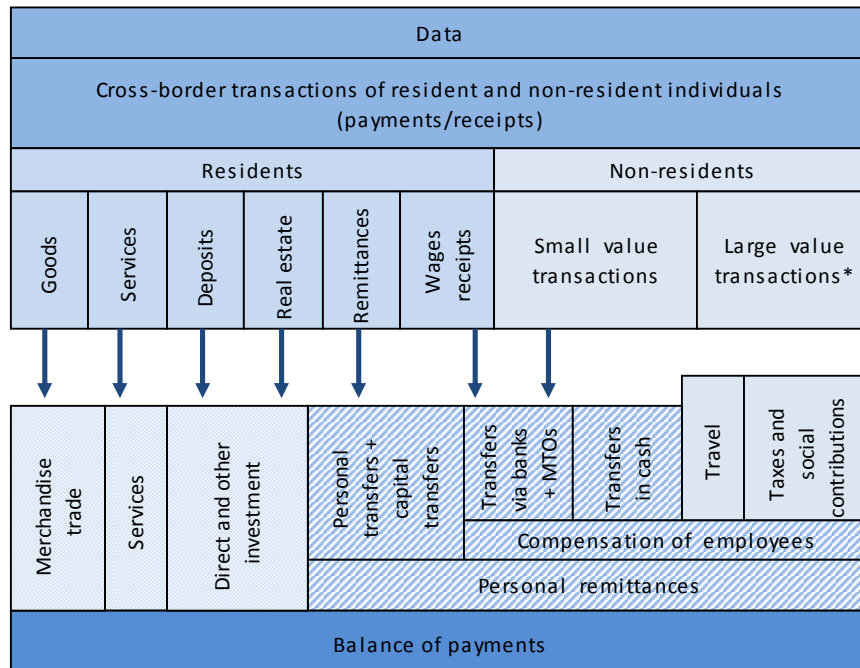 Data
Cross-border transactions of resident and non-resident individuals
(payments/receipts)
Residents
Non-residents
Goods
Services
Deposits
Real estate
Remittances
Wages
receipts
Small value
transactions
Large value
transactions*
Merchandise
trade
Services
Direct and other
investment
Personal
transfers +
capital
transfers
Transfers
via banks
+ MTOs
Transfers
in cash
Travel
Taxes and
social
contributions
Compensation of employees
Personal remittances
Balance of payments